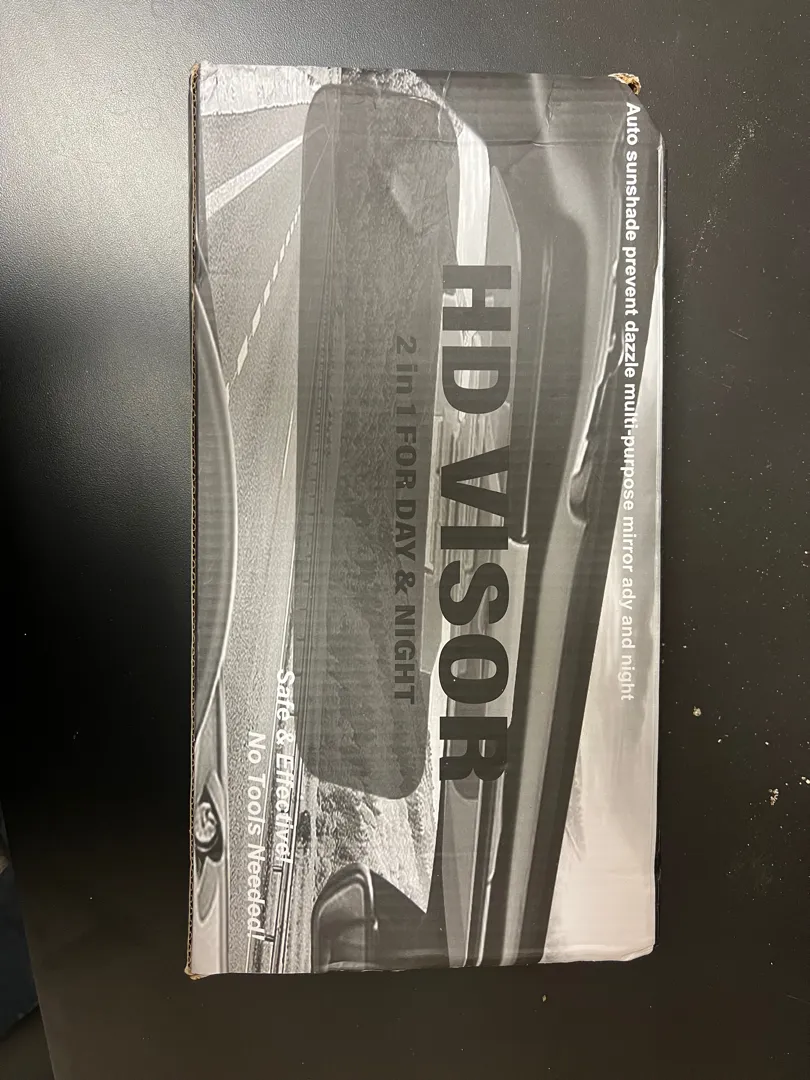 Auto sunshade prevent dazzle multi-purpose mirror ady and night
HD VISOR
2 in 1 FOR DAY & NIGHT
Safe & Effective!
No Tools Needed!